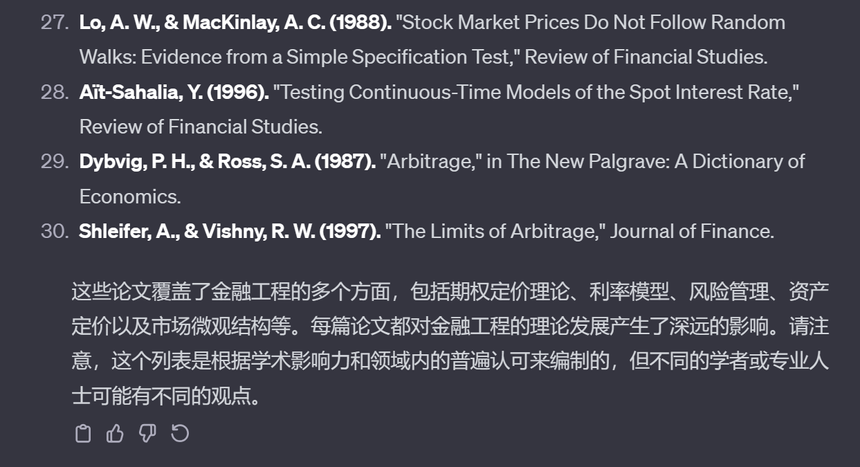 27. Lo, A. W., & MacKinlay, A. C. (1988). "Stock Market Prices Do Not Follow Random
Walks: Evidence from a Simple Specification Test," Review of Financial Studies.
28. Aït-Sahalia, Y. (1996). "Testing Continuous-Time Models of the Spot Interest Rate,"
Review of Financial Studies.
29. Dybvig, P. H., & Ross, S. A. (1987). "Arbitrage," in The New Palgrave: A Dictionary of
Economics.
30. Shleifer, A., & Vishny, R. W. (1997). "The Limits of Arbitrage," Journal of Finance.
这些论文覆盖了金融工程的多个方面，包括期权定价理论、利率模型、风险管理、资产
定价以及市场微观结构等。每篇论文都对金融工程的理论发展产生了深远的影响。请注
意，这个列表是根据学术影响力和领域内的普遍认可来编制的，但不同的学者或专业人
士可能有不同的观点。